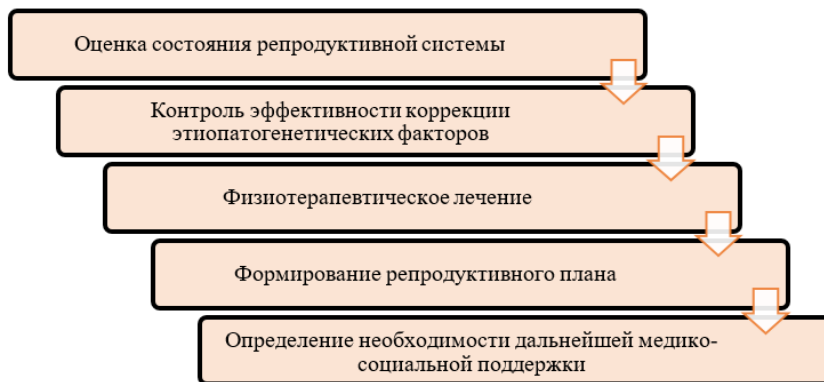 Оценка состояния репродуктивной системы
Контроль эффективности коррекции
этиопатогенетических факторов
Физиотерапевтическое лечение
Формирование репродуктивного плана
Определение необходимости дальнейшей медико-
социальной поддержки